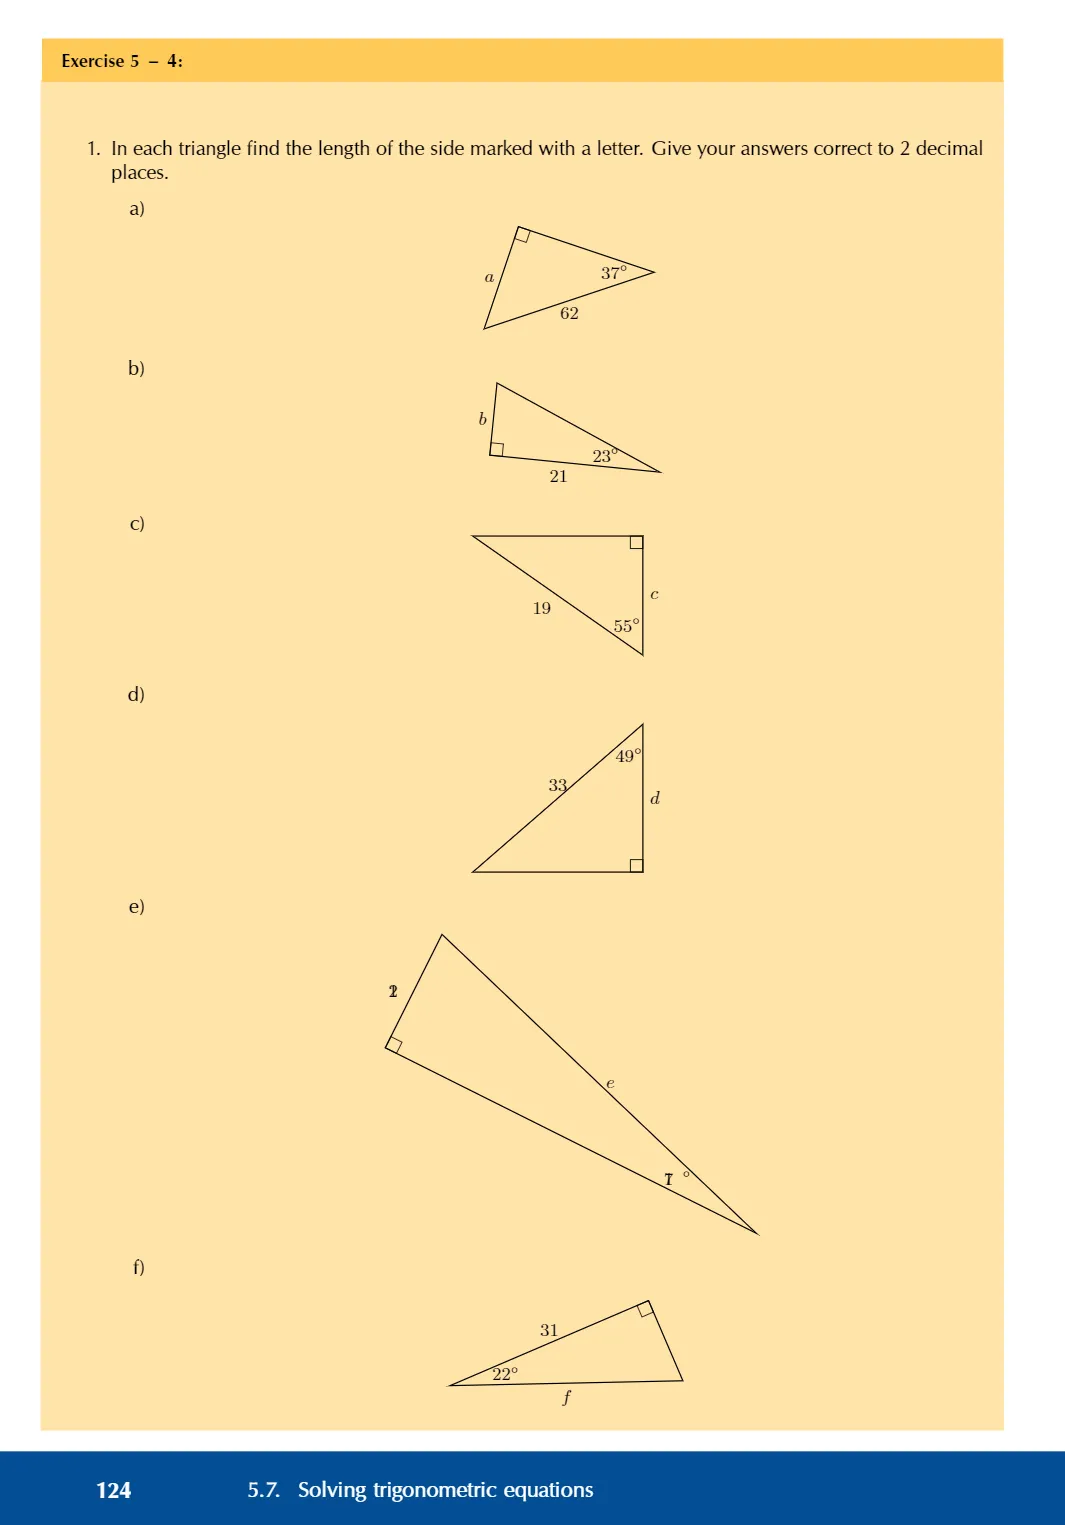 Exercise 5 – 4:
1. In each triangle find the length of the side marked with a letter. Give your answers correct to 2 decimal
places.
a)
a
37°
62
b)
b
23°
21
c)
19
c
55°
d)
49°
33
d
e)
e
f)
31
22°
f
124 5.7. Solving trigonometric equations